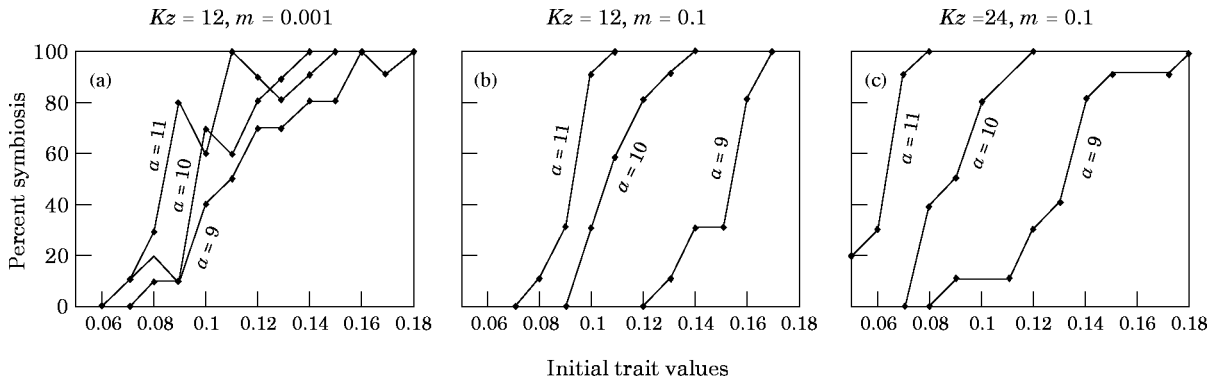 Kz = 12, m = 0.001
Kz = 12, m = 0.1
Kz =24, m = 0.1
Percent symbiosis
100
80
60
40
20
0
(a)
a = 11
a = 10
a = 9
0.06 0.08 0.1 0.12 0.14 0.16 0.18
(b)
a = 11
a = 10
a = 9
0.06 0.08 0.1 0.12 0.14 0.16 0.18
(c)
a = 11
a = 10
a = 9
0.06 0.08 0.1 0.12 0.14 0.16 0.18
Initial trait values